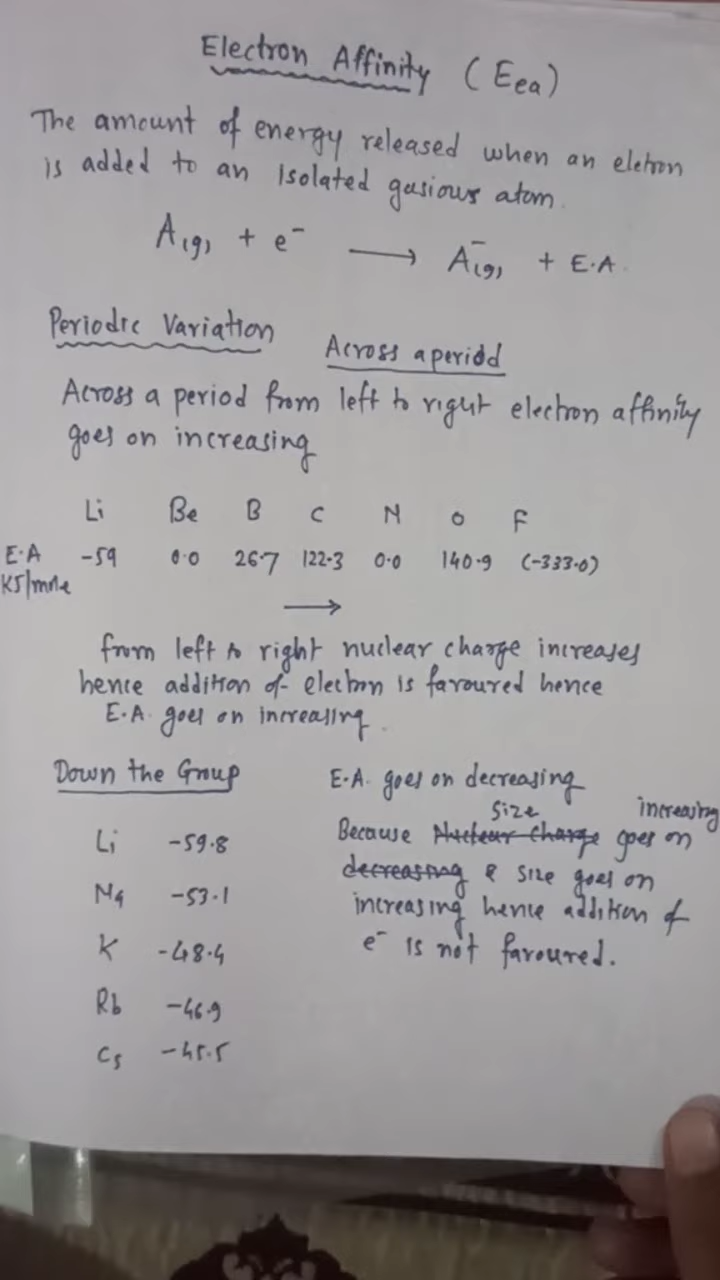 Electron Affinity (Eea)
The amount of energy released when an eletron
is added to an isolated gasious atom.
A(g) + e⁻ ⟶ A⁻(g) + E.A.
Periodic Variation
Across a period
Across a period from left to right electron affinity
goes on increasing
Li Be B C N O F
E.A -59 0.0 26.7 122.3 0.0 140.9 (-333.0)
KJ/mole
⟶
from left to right nuclear charge increases
hence addition of electron is favoured hence
E.A. goes on increasing.
Down the Group
E.A. goes on decreasing
size increasing
Because Nuclear charge goes on
decreasing & size goes on
increasing hence addition of
e⁻ is not favoured.
Li -59.8
Na -53.1
K -48.4
Rb -46.9
Cs -45.5